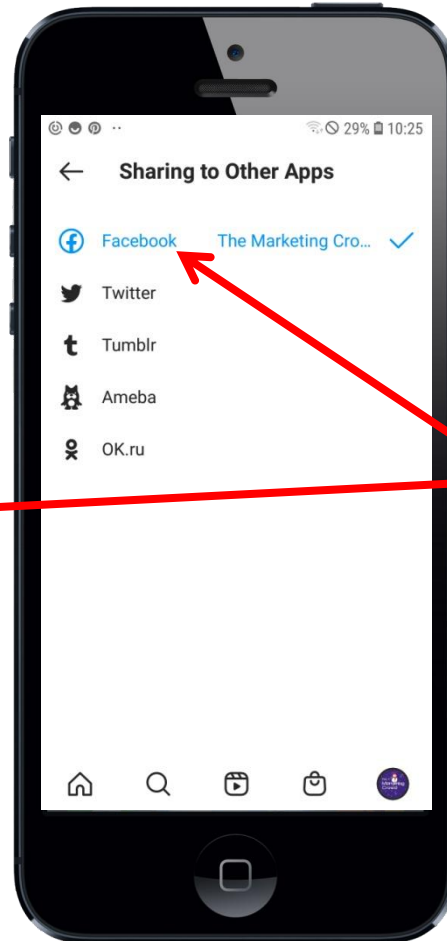 29% 10:25
Sharing to Other Apps
Facebook The Marketing Cro...
Twitter
Tumblr
Ameba
OK.ru